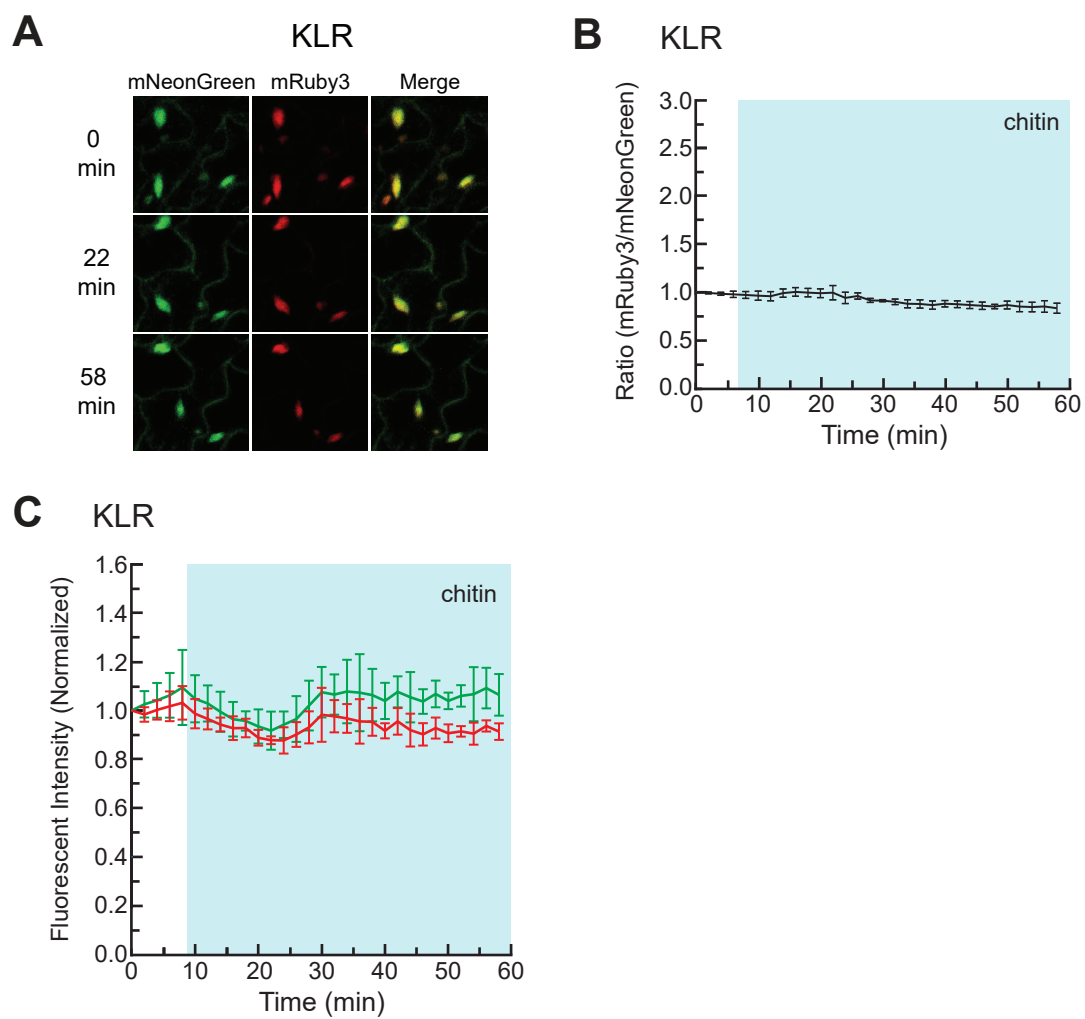 A
KLR
mNeonGreen mRuby3 Merge
0
min
22
min
58
min
B KLR
Ratio (mRuby3/mNeonGreen)
3.0
2.5
2.0
1.5
1.0
0.5
0.0
chitin
0 10 20 30 40 50 60
Time (min)
C KLR
Fluorescent Intensity (Normalized)
1.6
1.4
1.2
1.0
0.8
0.6
0.4
0.2
0.0
chitin
0 10 20 30 40 50 60
Time (min)